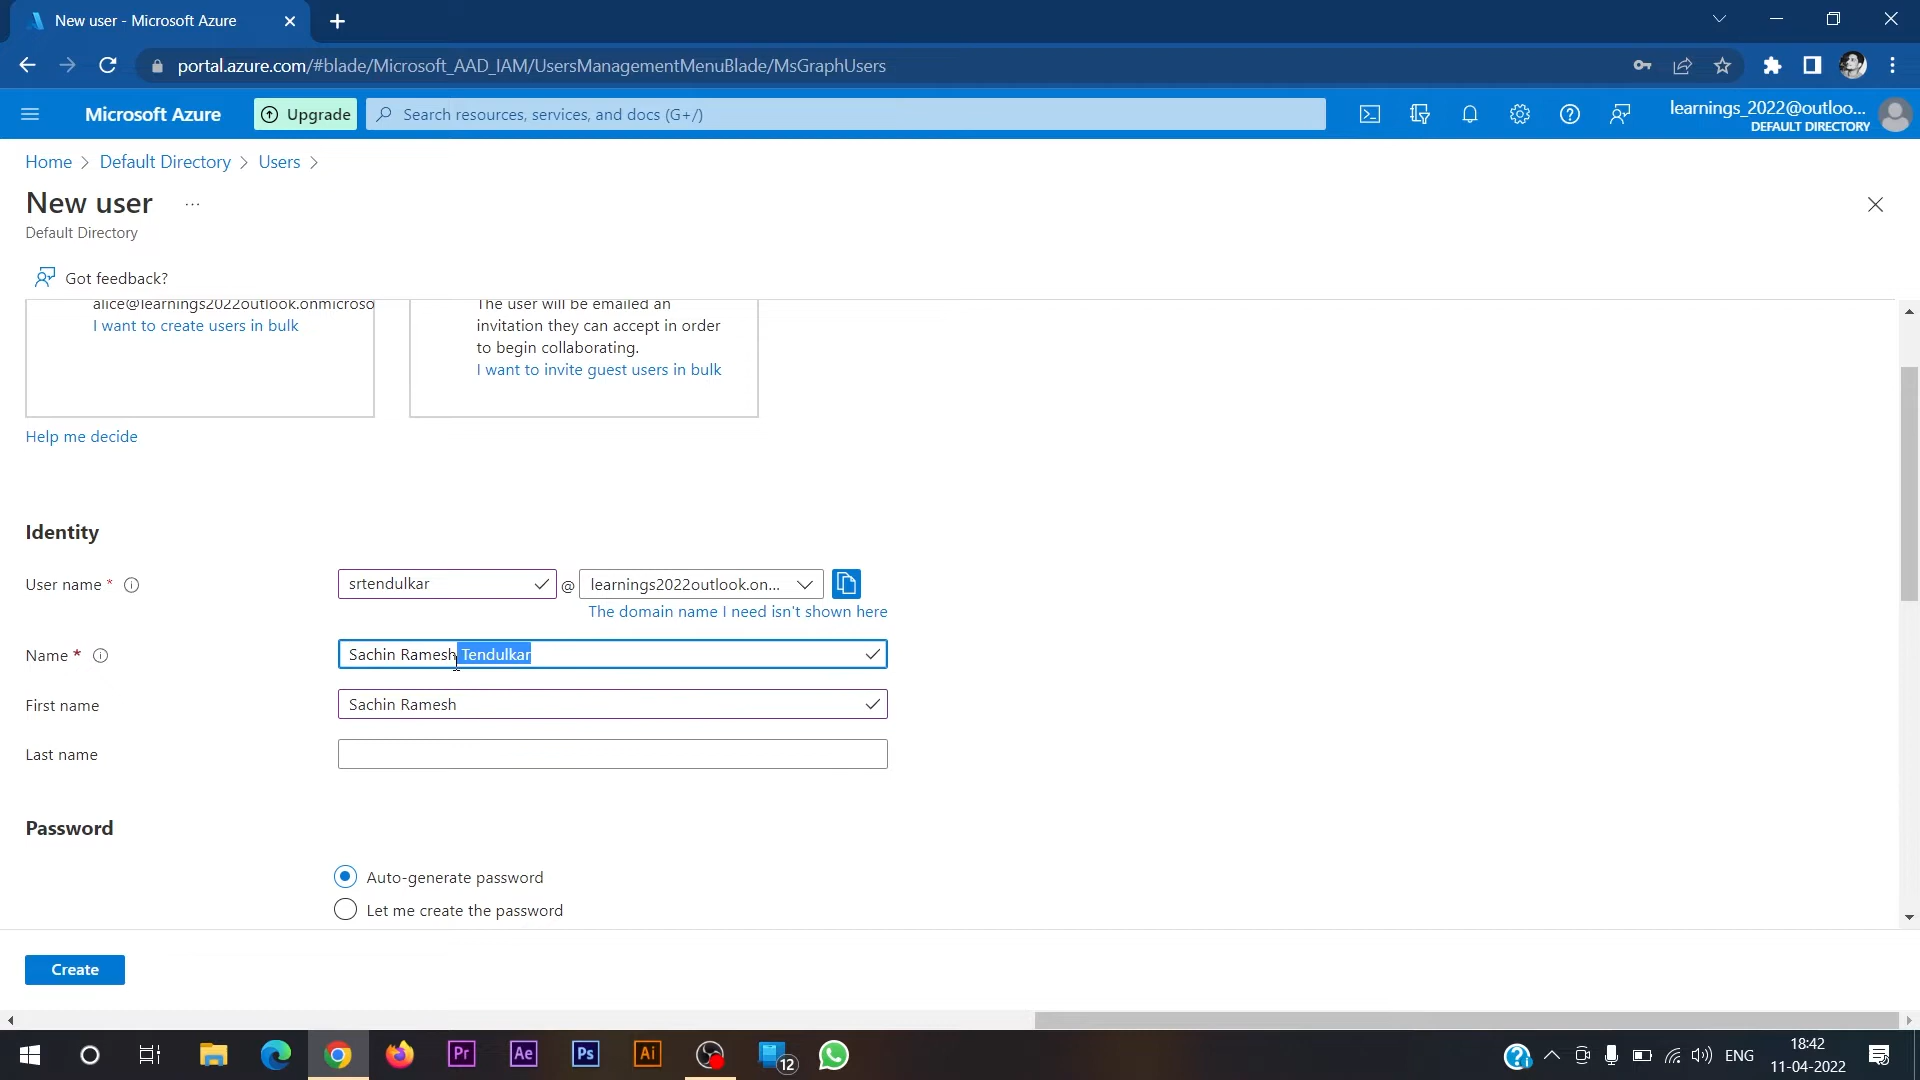 New user - Microsoft Azure
portal.azure.com/#blade/Microsoft_AAD_IAM/UsersManagementMenuBlade/MsGraphUsers
Microsoft Azure
Upgrade
Search resources, services, and docs (G+/)
learnings_2022@outloo...
DEFAULT DIRECTORY
Home > Default Directory > Users >
New user ...
Default Directory
Got feedback?
alice@learnings2022outlook.onmicroso
I want to create users in bulk
The user will be emailed an
invitation they can accept in order
to begin collaborating.
I want to invite guest users in bulk
Help me decide
Identity
User name *
srtendulkar
@
learnings2022outlook.on...
The domain name I need isn't shown here
Name *
Sachin Ramesh Tendulkar
First name
Sachin Ramesh
Last name
Password
Auto-generate password
Let me create the password
Create
Pr
Ae
Ps
Ai
12
ENG
18:42
11-04-2022